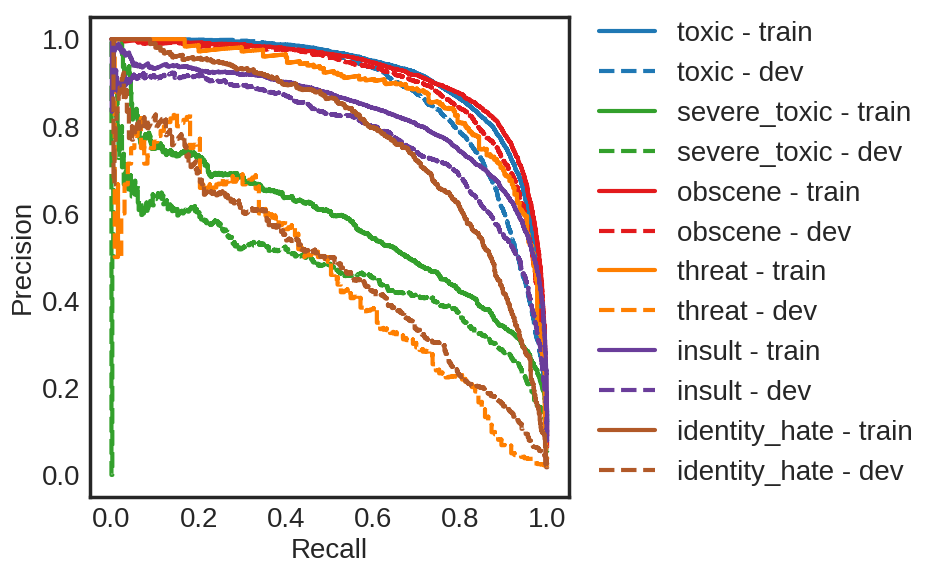 1.0
0.8
0.6
0.4
0.2
0.0
Precision
0.0 0.2 0.4 0.6 0.8 1.0
Recall
toxic - train
toxic - dev
severe_toxic - train
severe_toxic - dev
obscene - train
obscene - dev
threat - train
threat - dev
insult - train
insult - dev
identity_hate - train
identity_hate - dev